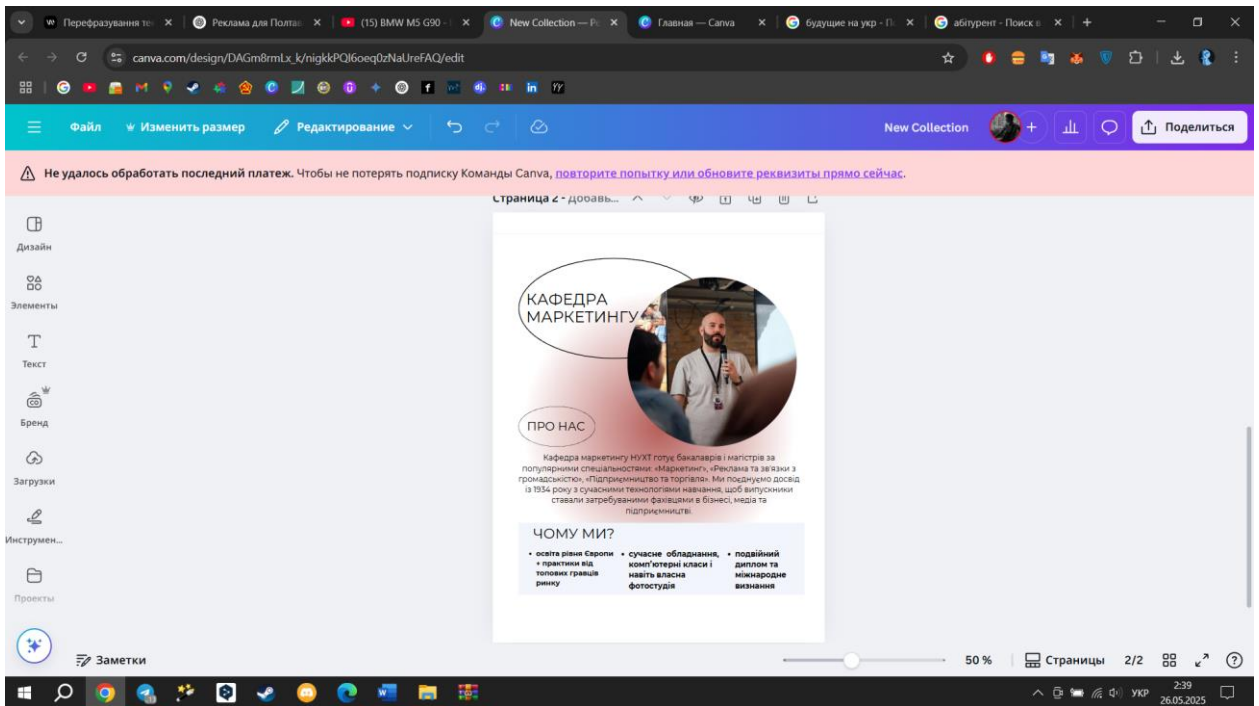 Перефразування те
Реклама для Полтав
(15) BMW M5 G90 -
New Collection — Р
Главная — Canva
будущие на укр - П
абітурент - Поиск в
canva.com/design/DAGm8rmLx_k/nigkkPQl6oeq0zNaUreFAQ/edit
Файл
Изменить размер
Редактирование
New Collection
Поделиться
Не удалось обработать последний платеж. Чтобы не потерять подписку Команды Canva, повторите попытку или обновите реквизиты прямо сейчас.
Страница 2 - Добавь...
Дизайн
Элементы
Текст
Бренд
Загрузки
Инструмен...
Проекты
КАФЕДРА
МАРКЕТИНГУ
ПРО НАС
Кафедра маркетингу НУХТ готує бакалаврів і магістрів за
популярними спеціальностями: «Маркетинг», «Реклама та зв'язки з
громадськістю», «Підприємництво та торгівля». Ми поєднуємо досвід
із 1934 року з сучасними технологіями навчання, щоб випускники
ставали затребуваними фахівцями в бізнесі, медіа та
підприємництві.
ЧОМУ МИ?
• освіта рівня Європи
+ практики від
топових гравців
ринку
• сучасне обладнання,
комп'ютерні класи і
навіть власна
фотостудія
• подвійний
диплом та
міжнародне
визнання
Заметки
50 %
Страницы
2/2
УКР
2:39
26.05.2025